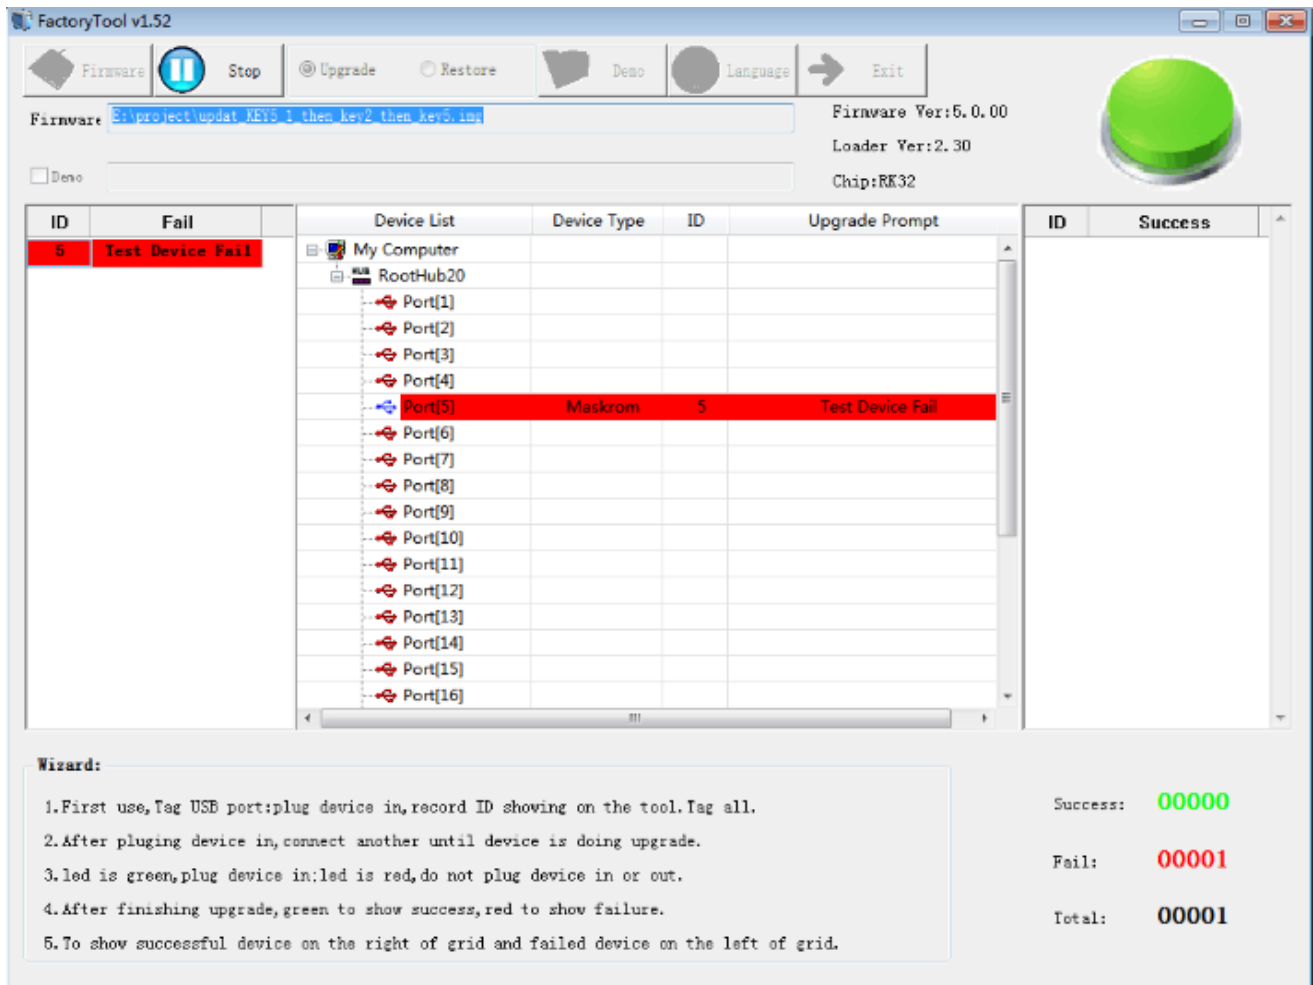 FactoryTool v1.52
Firmware Stop Upgrade Restore Demo Language Exit
Firmware E:\project\updat_KEY5_1_then_key2_then_key5.img
Firmware Ver:5.0.00
Loader Ver:2.30
Demo
Chip:RK32
ID Fail
5 Test Device Fail
Device List Device Type ID Upgrade Prompt
My Computer
RootHub20
Port[1]
Port[2]
Port[3]
Port[4]
Port[5] Maskrom 5 Test Device Fail
Port[6]
Port[7]
Port[8]
Port[9]
Port[10]
Port[11]
Port[12]
Port[13]
Port[14]
Port[15]
Port[16]
ID Success
Wizard:
1.First use,Tag USB port:plug device in,record ID showing on the tool.Tag all.
2.After pluging device in,connect another until device is doing upgrade.
3.led is green,plug device in;led is red,do not plug device in or out.
4.After finishing upgrade,green to show success,red to show failure.
5.To show successful device on the right of grid and failed device on the left of grid.
Success: 00000
Fail: 00001
Total: 00001